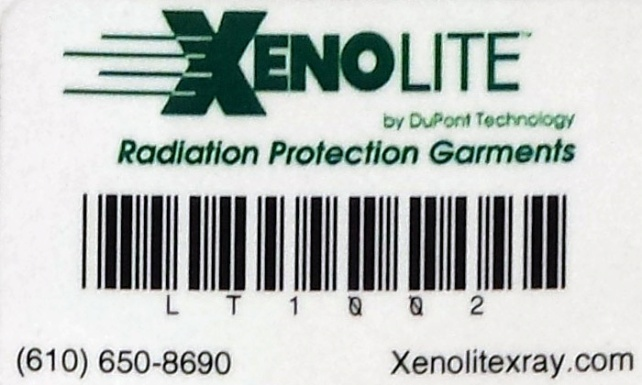 XENOLITE™
by DuPont Technology
Radiation Protection Garments
L T 1 0 0 2
(610) 650-8690 Xenolitexray.com